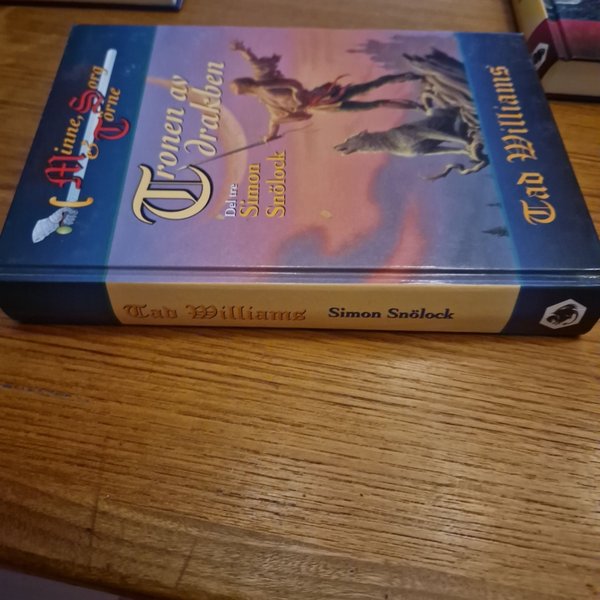 Minne, Sorg
& Törne
Tronen av
drakben
Del tre
Simon
Snölock
Tad Williams
Tad Williams Simon Snölock